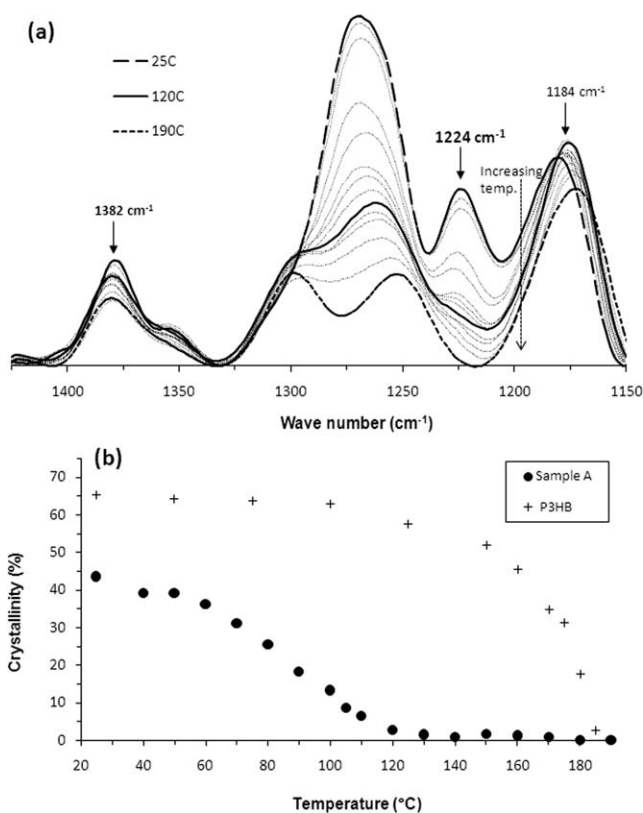 (a)
25C
120C
190C
1382 cm-1
1224 cm-1
1184 cm-1
Increasing
temp.
1400
1350
1300
1250
1200
1150
Wave number (cm-1)
(b)
Sample A
P3HB
70
60
50
40
30
20
10
0
Crystallinity (%)
20
40
60
80
100
120
140
160
180
Temperature (°C)